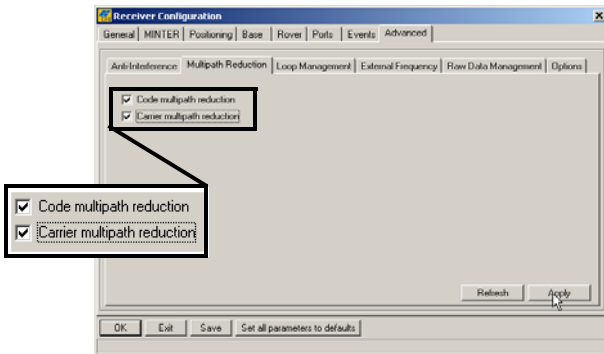 Receiver Configuration
General MINTER Positioning Base Rover Ports Events Advanced
Anti-Interference Multipath Reduction Loop Management External Frequency Raw Data Management Options
Code multipath reduction
Carrier multipath reduction
Code multipath reduction
Carrier multipath reduction
Refresh Apply
OK Exit Save Set all parameters to defaults